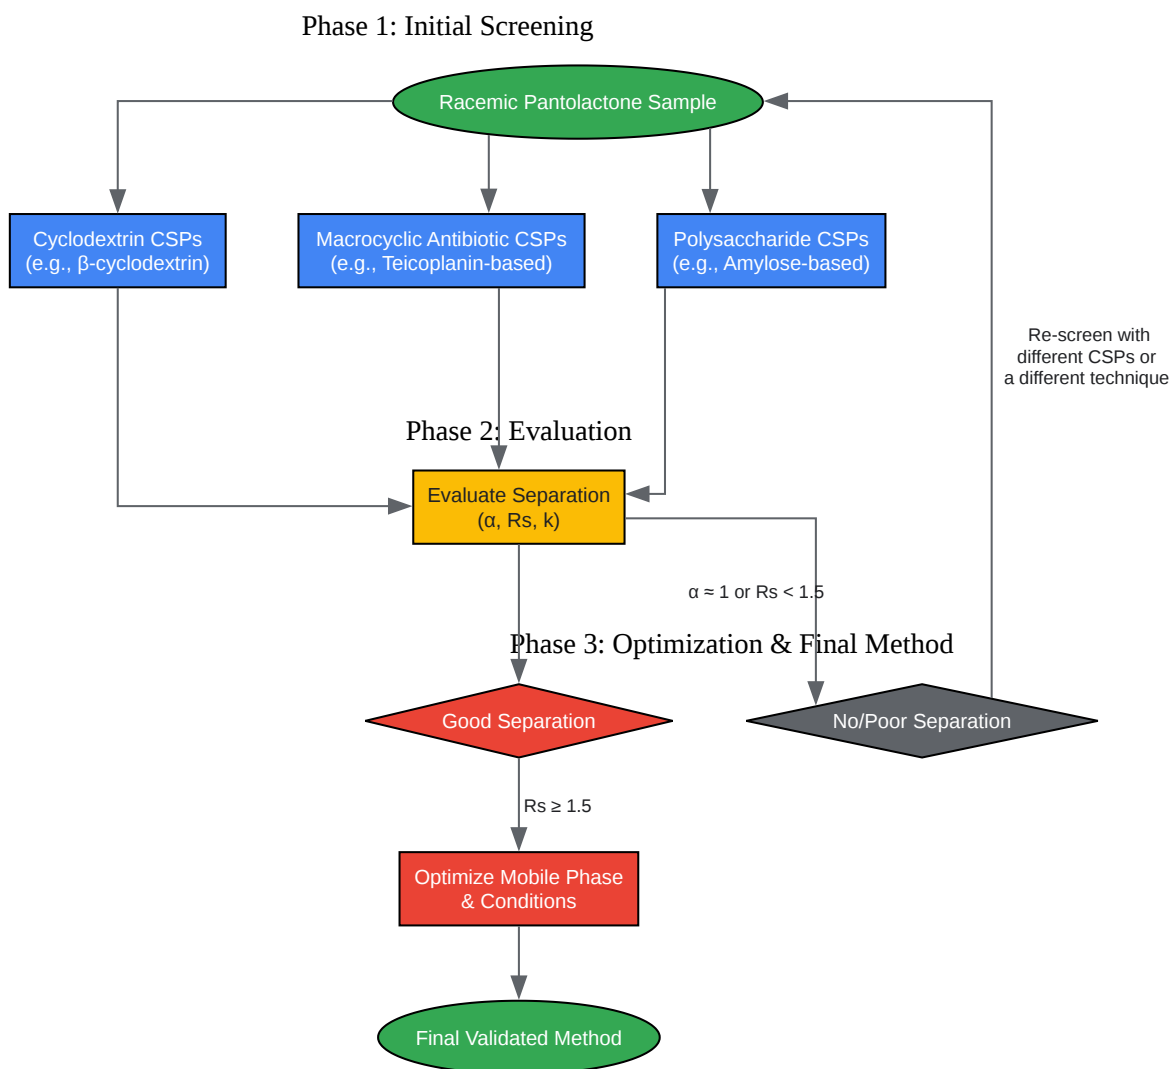 Phase 1: Initial Screening
Racemic Pantolactone Sample
Cyclodextrin CSPs
(e.g., β-cyclodextrin)
Macrocyclic Antibiotic CSPs
(e.g., Teicoplanin-based)
Polysaccharide CSPs
(e.g., Amylose-based)
Re-screen with
different CSPs or
a different technique
Phase 2: Evaluation
Evaluate Separation
(α, Rs, k)
α ≈ 1 or Rs < 1.5
Phase 3: Optimization & Final Method
Good Separation
No/Poor Separation
Rs ≥ 1.5
Optimize Mobile Phase
& Conditions
Final Validated Method